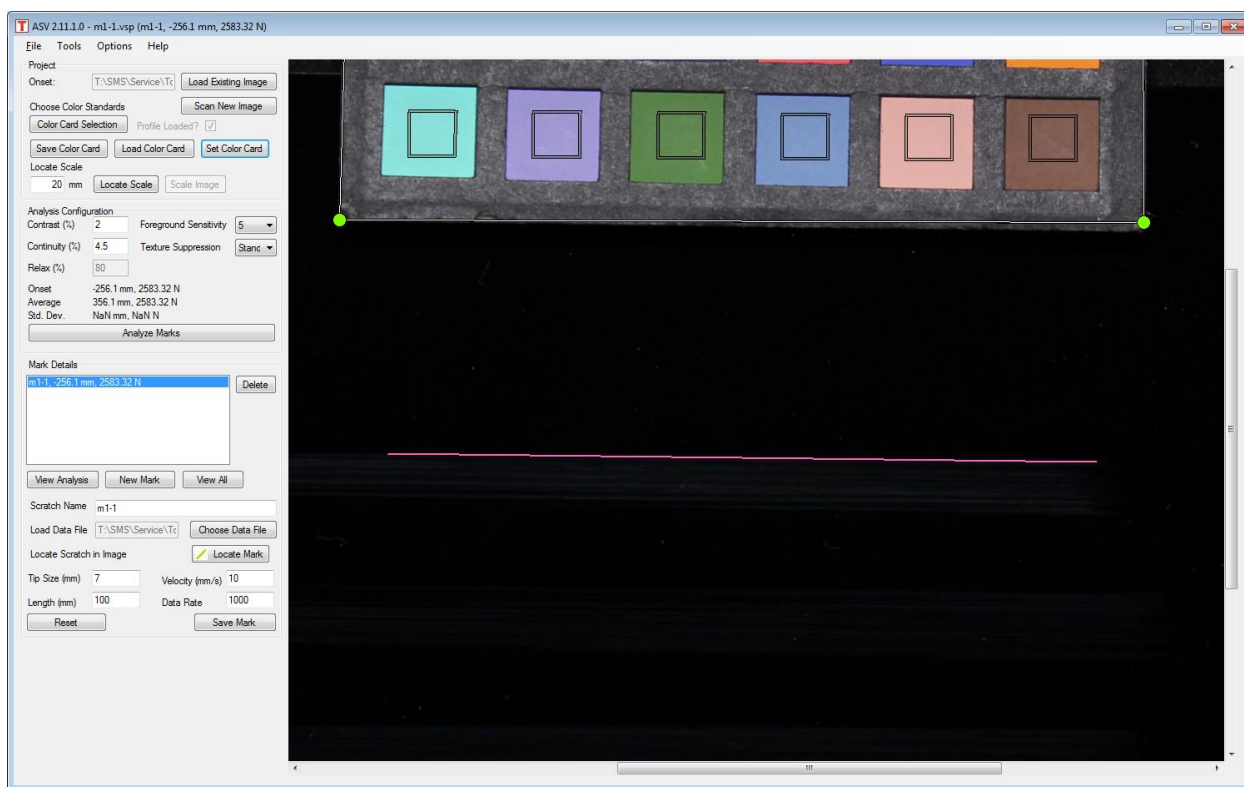 ASV 2.11.1.0 - m1-1.vsp (m1-1, -256.1 mm, 2583.32 N)
File Tools Options Help
Project
Onset: T:\SMS\Service\Tc Load Existing Image
Choose Color Standards Scan New Image
Color Card Selection Profile Loaded?
Save Color Card Load Color Card Set Color Card
Locate Scale
20 mm Locate Scale Scale Image
Analysis Configuration
Contrast (%) 2 Foreground Sensitivity 5
Continuity (%) 4.5 Texture Suppression Stanc
Relax (%) 80
Onset -256.1 mm, 2583.32 N
Average 356.1 mm, 2583.32 N
Std. Dev. NaN mm, NaN N
Analyze Marks
Mark Details
m1-1, -256.1 mm, 2583.32 N Delete
View Analysis New Mark View All
Scratch Name m1-1
Load Data File T:\SMS\Service\Tc Choose Data File
Locate Scratch in Image Locate Mark
Tip Size (mm) 7 Velocity (mm/s) 10
Length (mm) 100 Data Rate 1000
Reset Save Mark